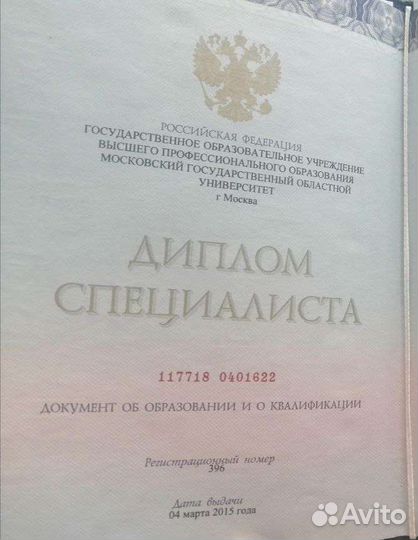 РОССИЙСКАЯ ФЕДЕРАЦИЯ
ГОСУДАРСТВЕННОЕ ОБРАЗОВАТЕЛЬНОЕ УЧРЕЖДЕНИЕ
ВЫСШЕГО ПРОФЕССИОНАЛЬНОГО ОБРАЗОВАНИЯ
МОСКОВСКИЙ ГОСУДАРСТВЕННЫЙ ОБЛАСТНОЙ
УНИВЕРСИТЕТ
г Москва
ДИПЛОМ
СПЕЦИАЛИСТА
117718 0401622
ДОКУМЕНТ ОБ ОБРАЗОВАНИИ И О КВАЛИФИКАЦИИ
Регистрационный номер
396
Дата выдачи
04 марта 2015 года
Avito